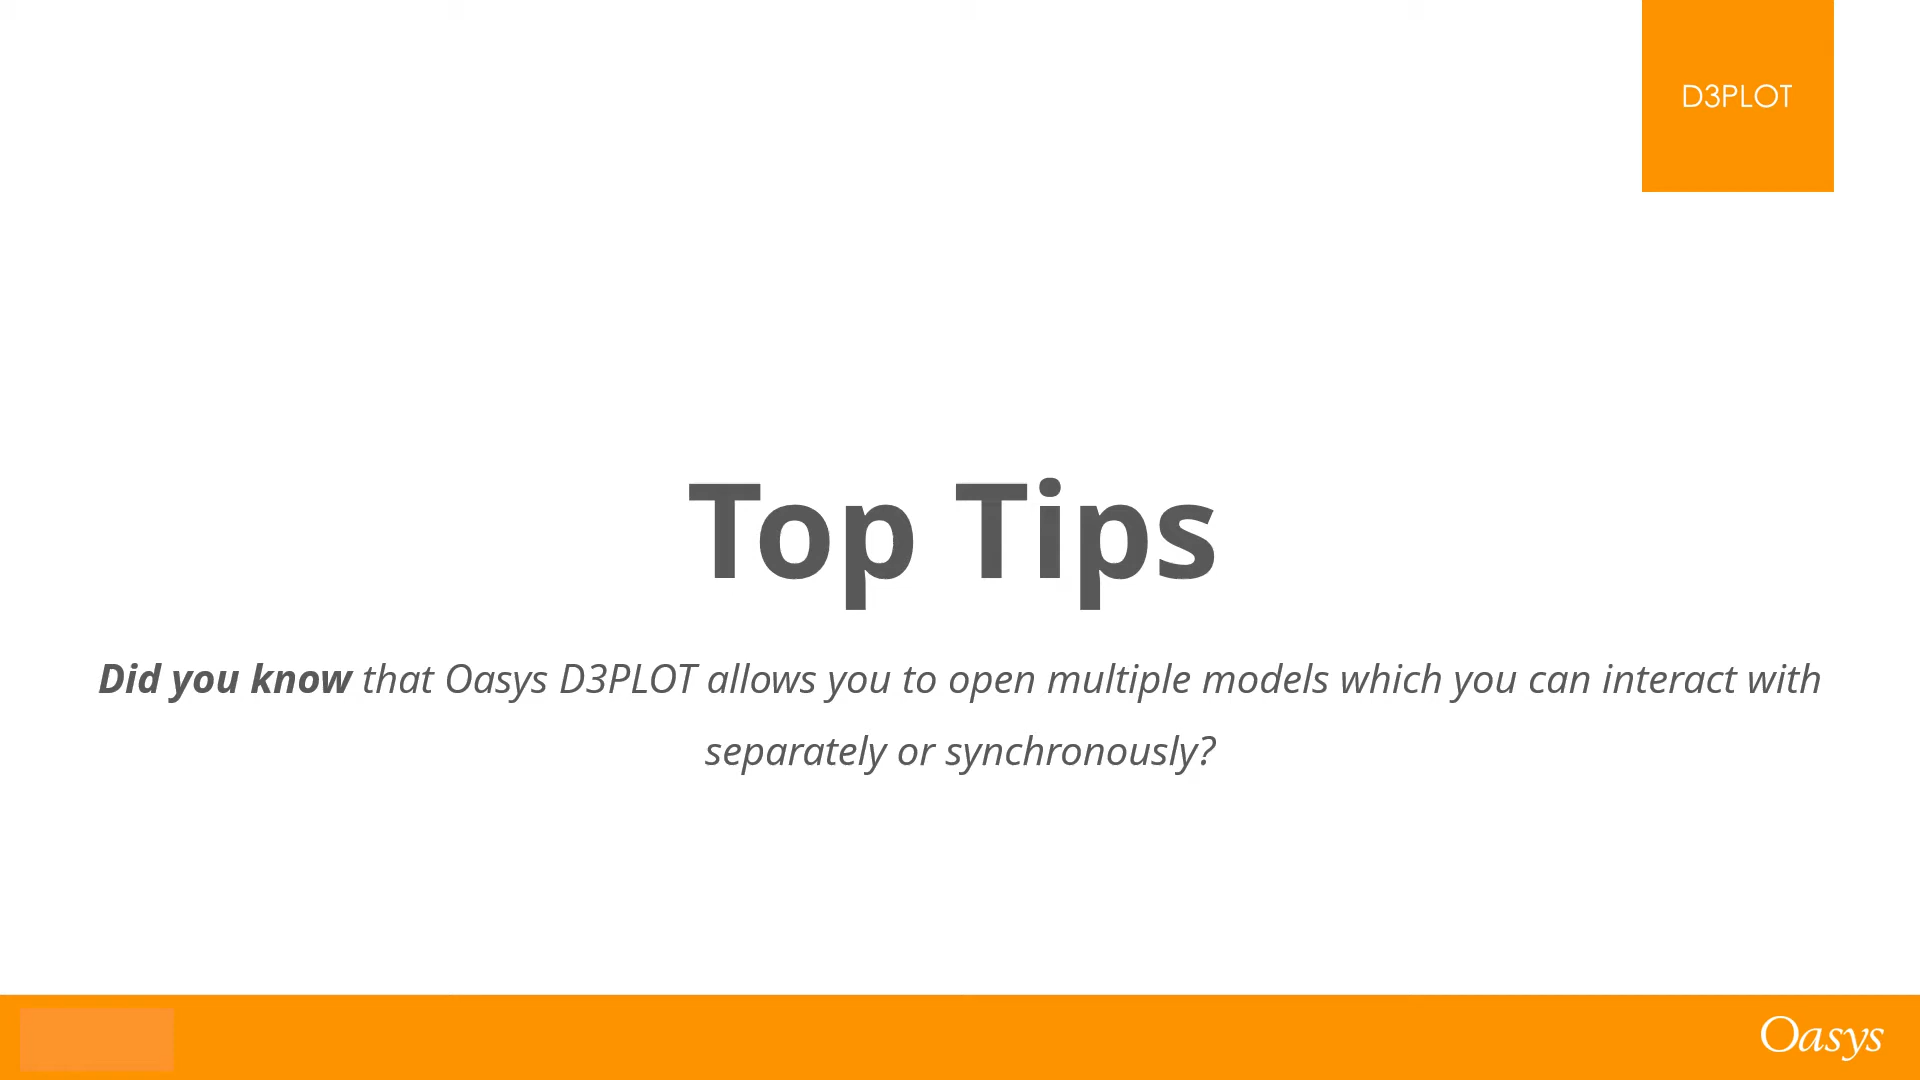 D3PLOT
Top Tips
Did you know that Oasys D3PLOT allows you to open multiple models which you can interact with
separately or synchronously?
Oasys